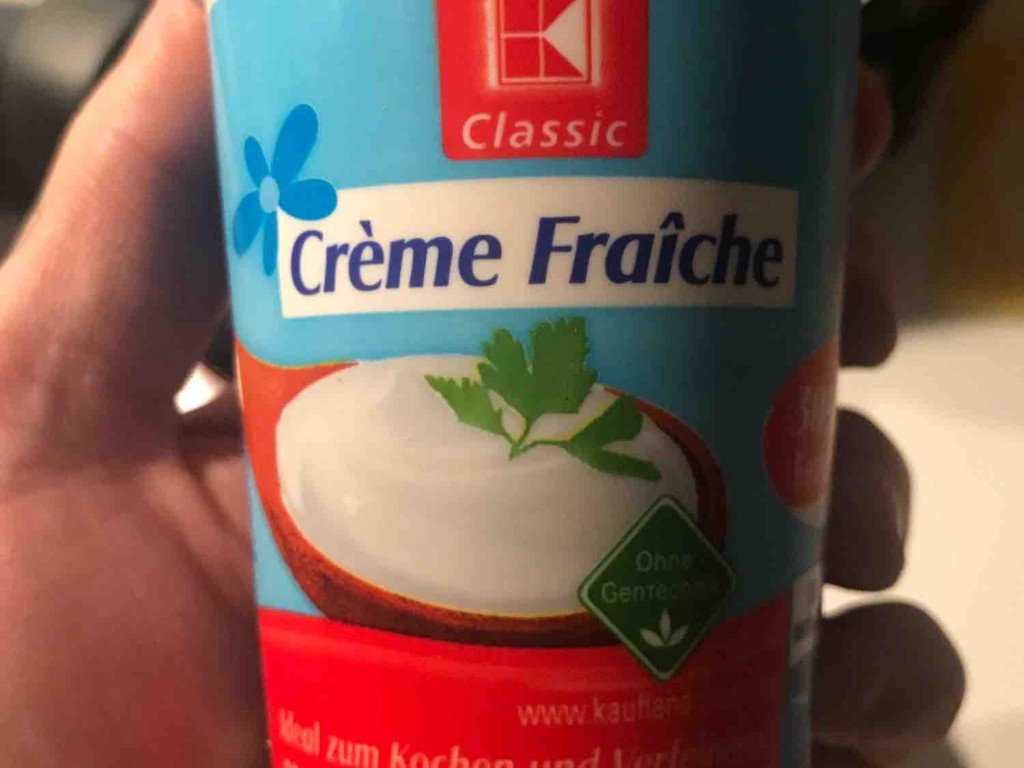 Classic
Crème Fraîche
Ohne
www.kaufland
Ideal zum Kochen und